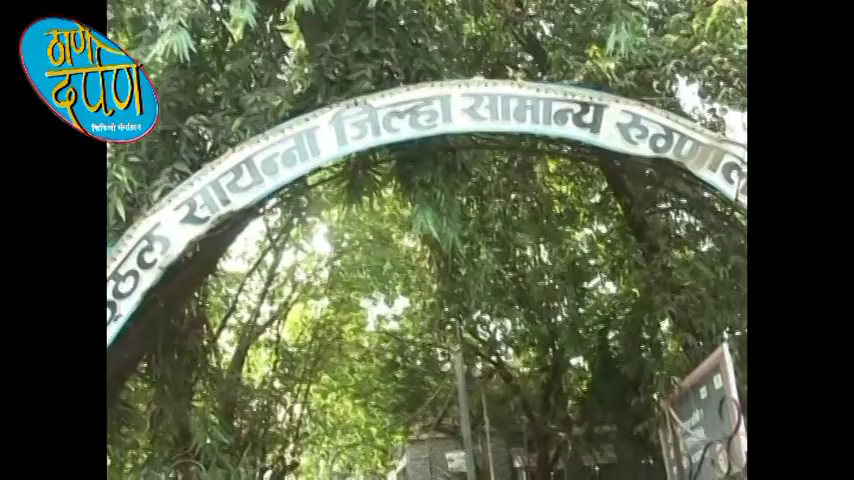 ठाणे
दर्पण
विठ्ठल सायन्ना जिल्हा सामान्य रुग्णाल